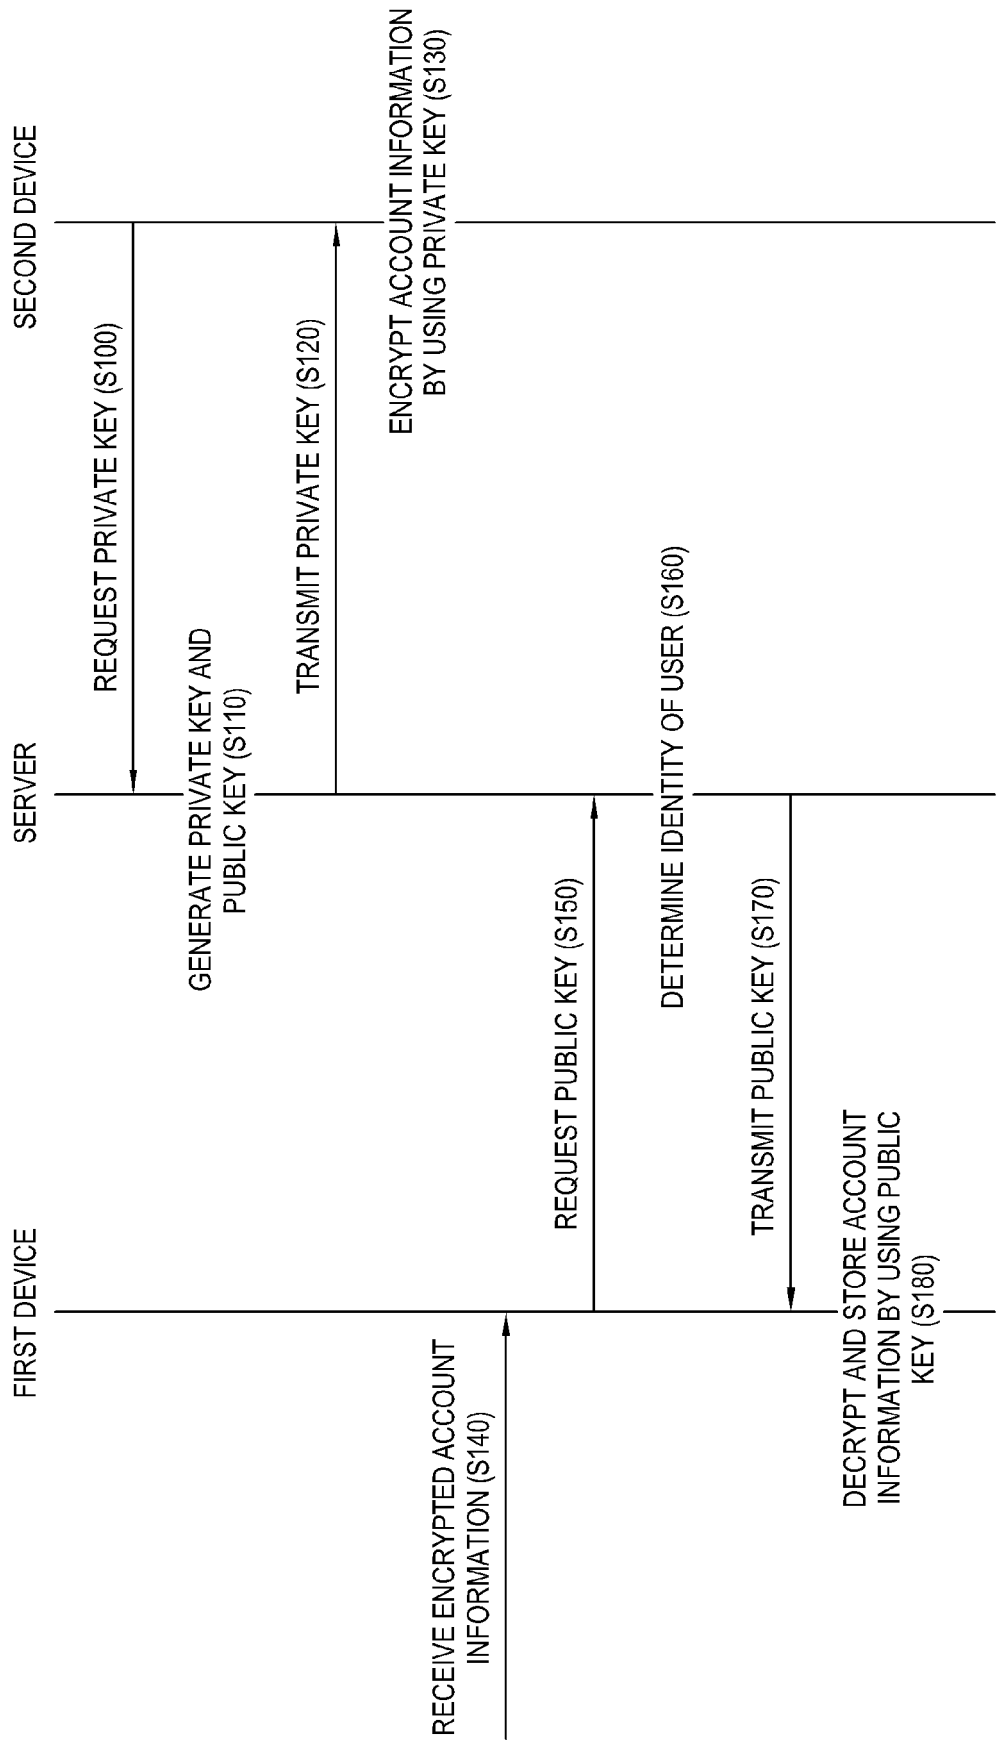 FIRST DEVICE
SERVER
SECOND DEVICE
REQUEST PRIVATE KEY (S100)
GENERATE PRIVATE KEY AND
PUBLIC KEY (S110)
TRANSMIT PRIVATE KEY (S120)
ENCRYPT ACCOUNT INFORMATION
BY USING PRIVATE KEY (S130)
RECEIVE ENCRYPTED ACCOUNT
INFORMATION (S140)
REQUEST PUBLIC KEY (S150)
DETERMINE IDENTITY OF USER (S160)
TRANSMIT PUBLIC KEY (S170)
DECRYPT AND STORE ACCOUNT
INFORMATION BY USING PUBLIC
KEY (S180)